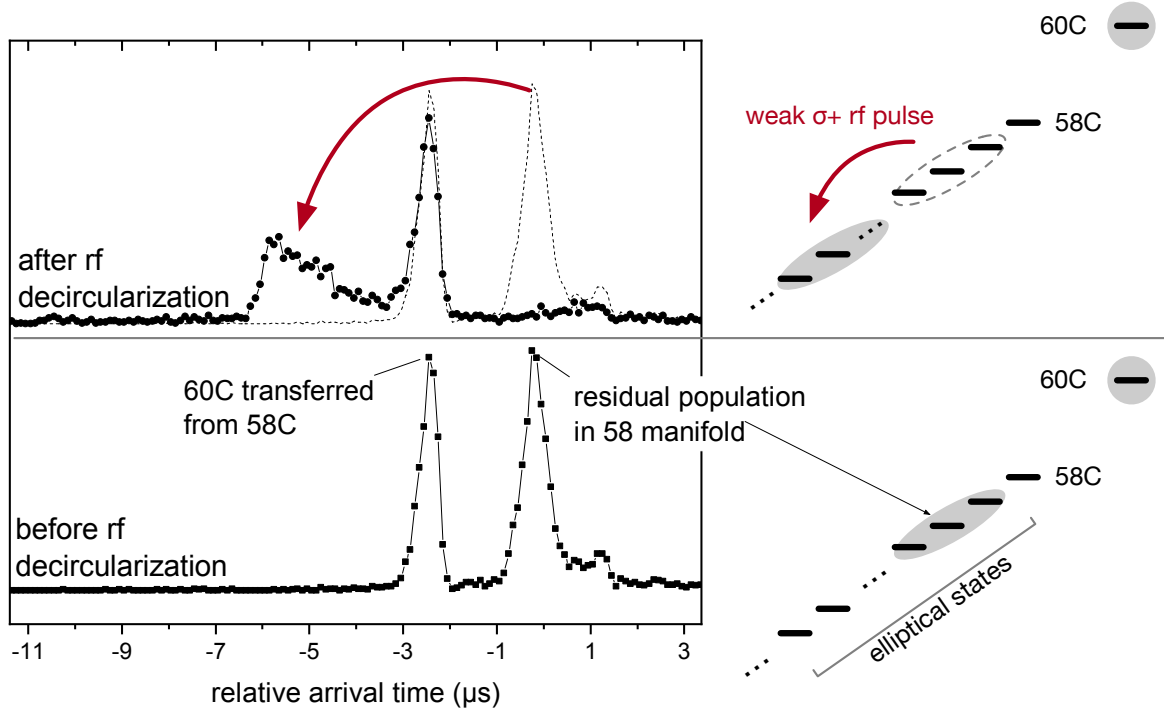 60C
weak σ+ rf pulse
58C
after rf
decircularization
60C transferred
from 58C
residual population
in 58 manifold
60C
58C
before rf
decircularization
elliptical states
-11 -9 -7 -5 -3 -1 1 3
relative arrival time (μs)